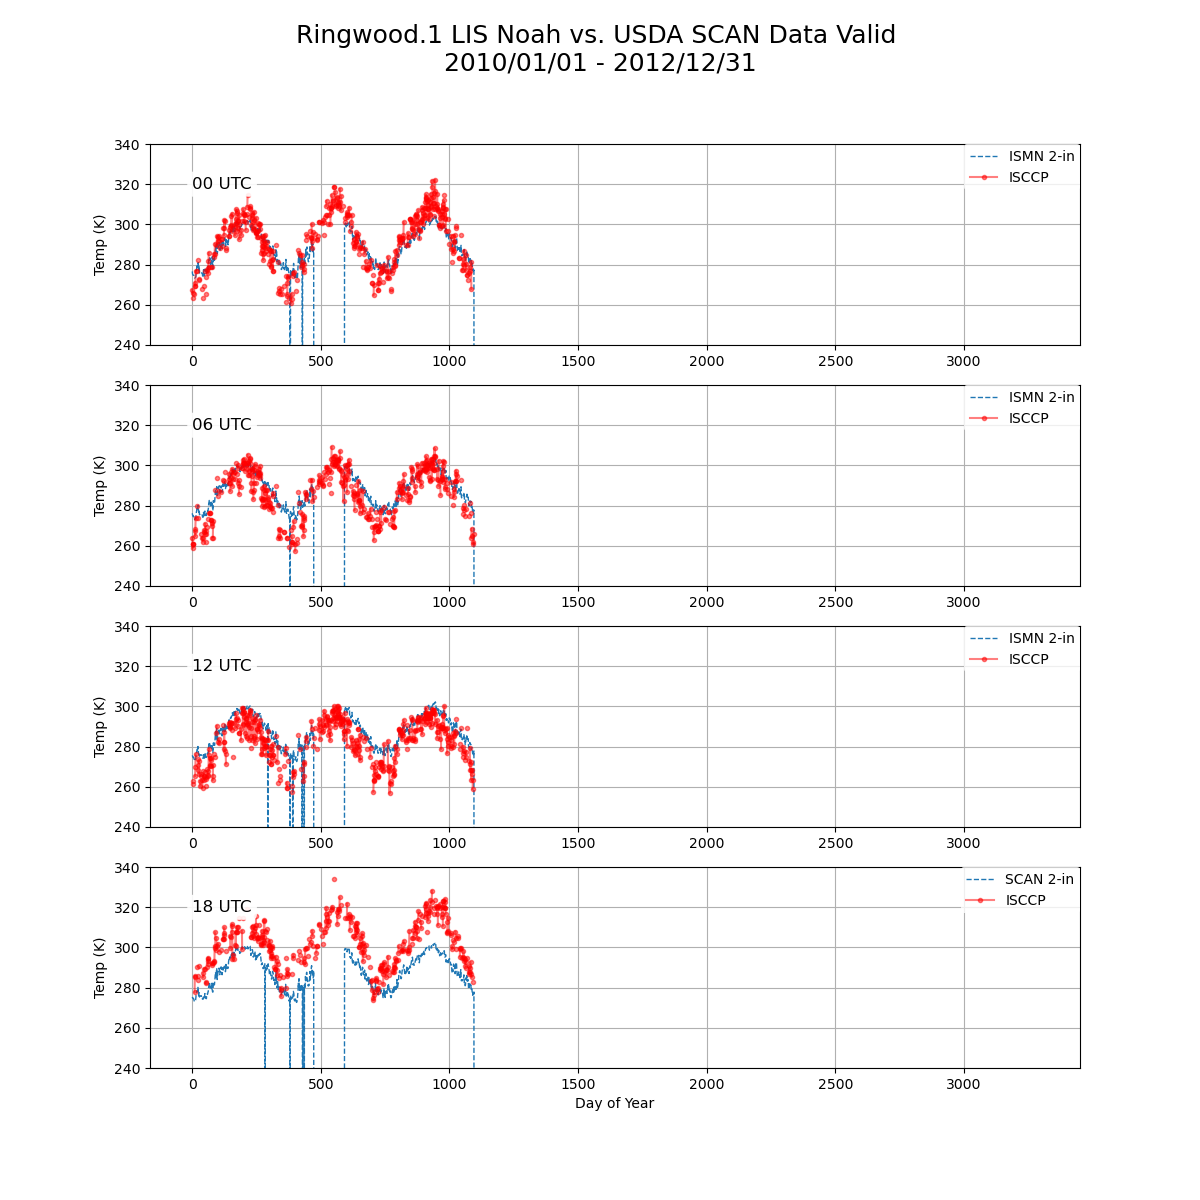 Ringwood.1 LIS Noah vs. USDA SCAN Data Valid
2010/01/01 - 2012/12/31
340
320
300
280
260
240
Temp (K)
00 UTC
ISMN 2-in
ISCCP
0 500 1000 1500 2000 2500 3000
340
320
300
280
260
240
Temp (K)
06 UTC
ISMN 2-in
ISCCP
0 500 1000 1500 2000 2500 3000
340
320
300
280
260
240
Temp (K)
12 UTC
ISMN 2-in
ISCCP
0 500 1000 1500 2000 2500 3000
340
320
300
280
260
240
Temp (K)
18 UTC
SCAN 2-in
ISCCP
0 500 1000 1500 2000 2500 3000
Day of Year